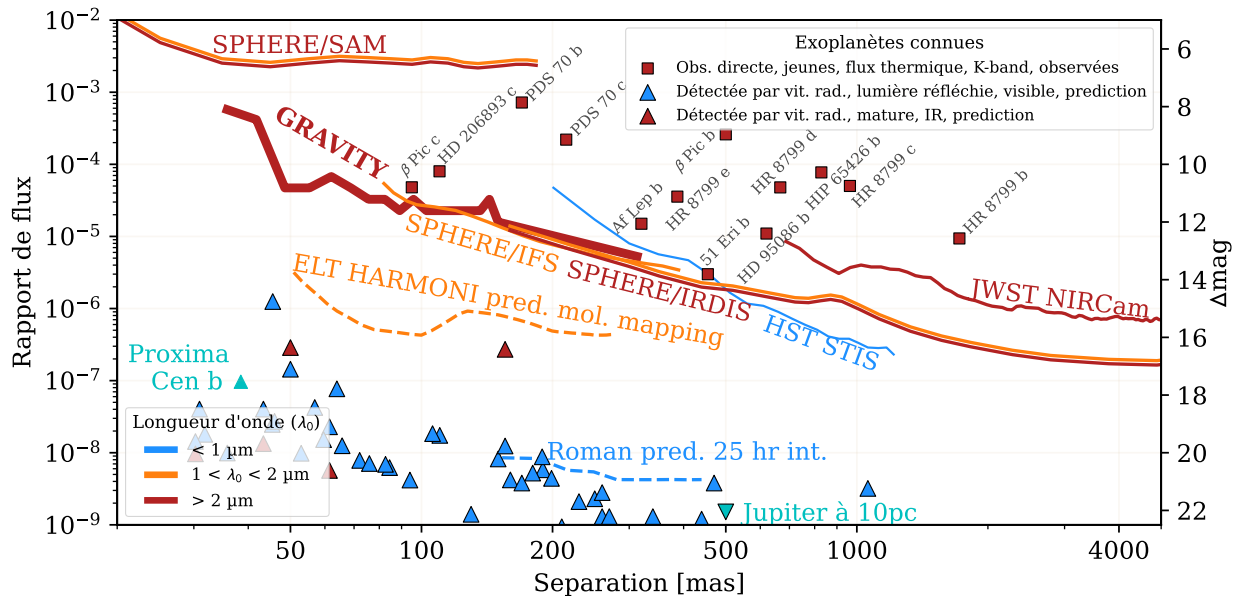 Rapport de flux
10⁻²
10⁻³
10⁻⁴
10⁻⁵
10⁻⁶
10⁻⁷
10⁻⁸
10⁻⁹
SPHERE/SAM
GRAVITY
β Pic c
HD 206893 c
PDS 70 b
PDS 70 c
Af Lep b
β Pic b
HR 8799 e
51 Eri b
HR 8799 d
HD 95086 b
HIP 65426 b
HR 8799 c
HR 8799 b
Exoplanètes connues
Obs. directe, jeunes, flux thermique, K-band, observées
Détectée par vit. rad., lumière réfléchie, visible, prediction
Détectée par vit. rad., mature, IR, prediction
SPHERE/IFS
SPHERE/IRDIS
ELT HARMONI pred. mol. mapping
HST STIS
JWST NIRCam
Proxima
Cen b
Roman pred. 25 hr int.
Jupiter à 10pc
Longueur d'onde (λ₀)
< 1 μm
1 < λ₀ < 2 μm
> 2 μm
6
8
10
12
14
16
18
20
22
Δmag
50
100
200
500
1000
4000
Separation [mas]